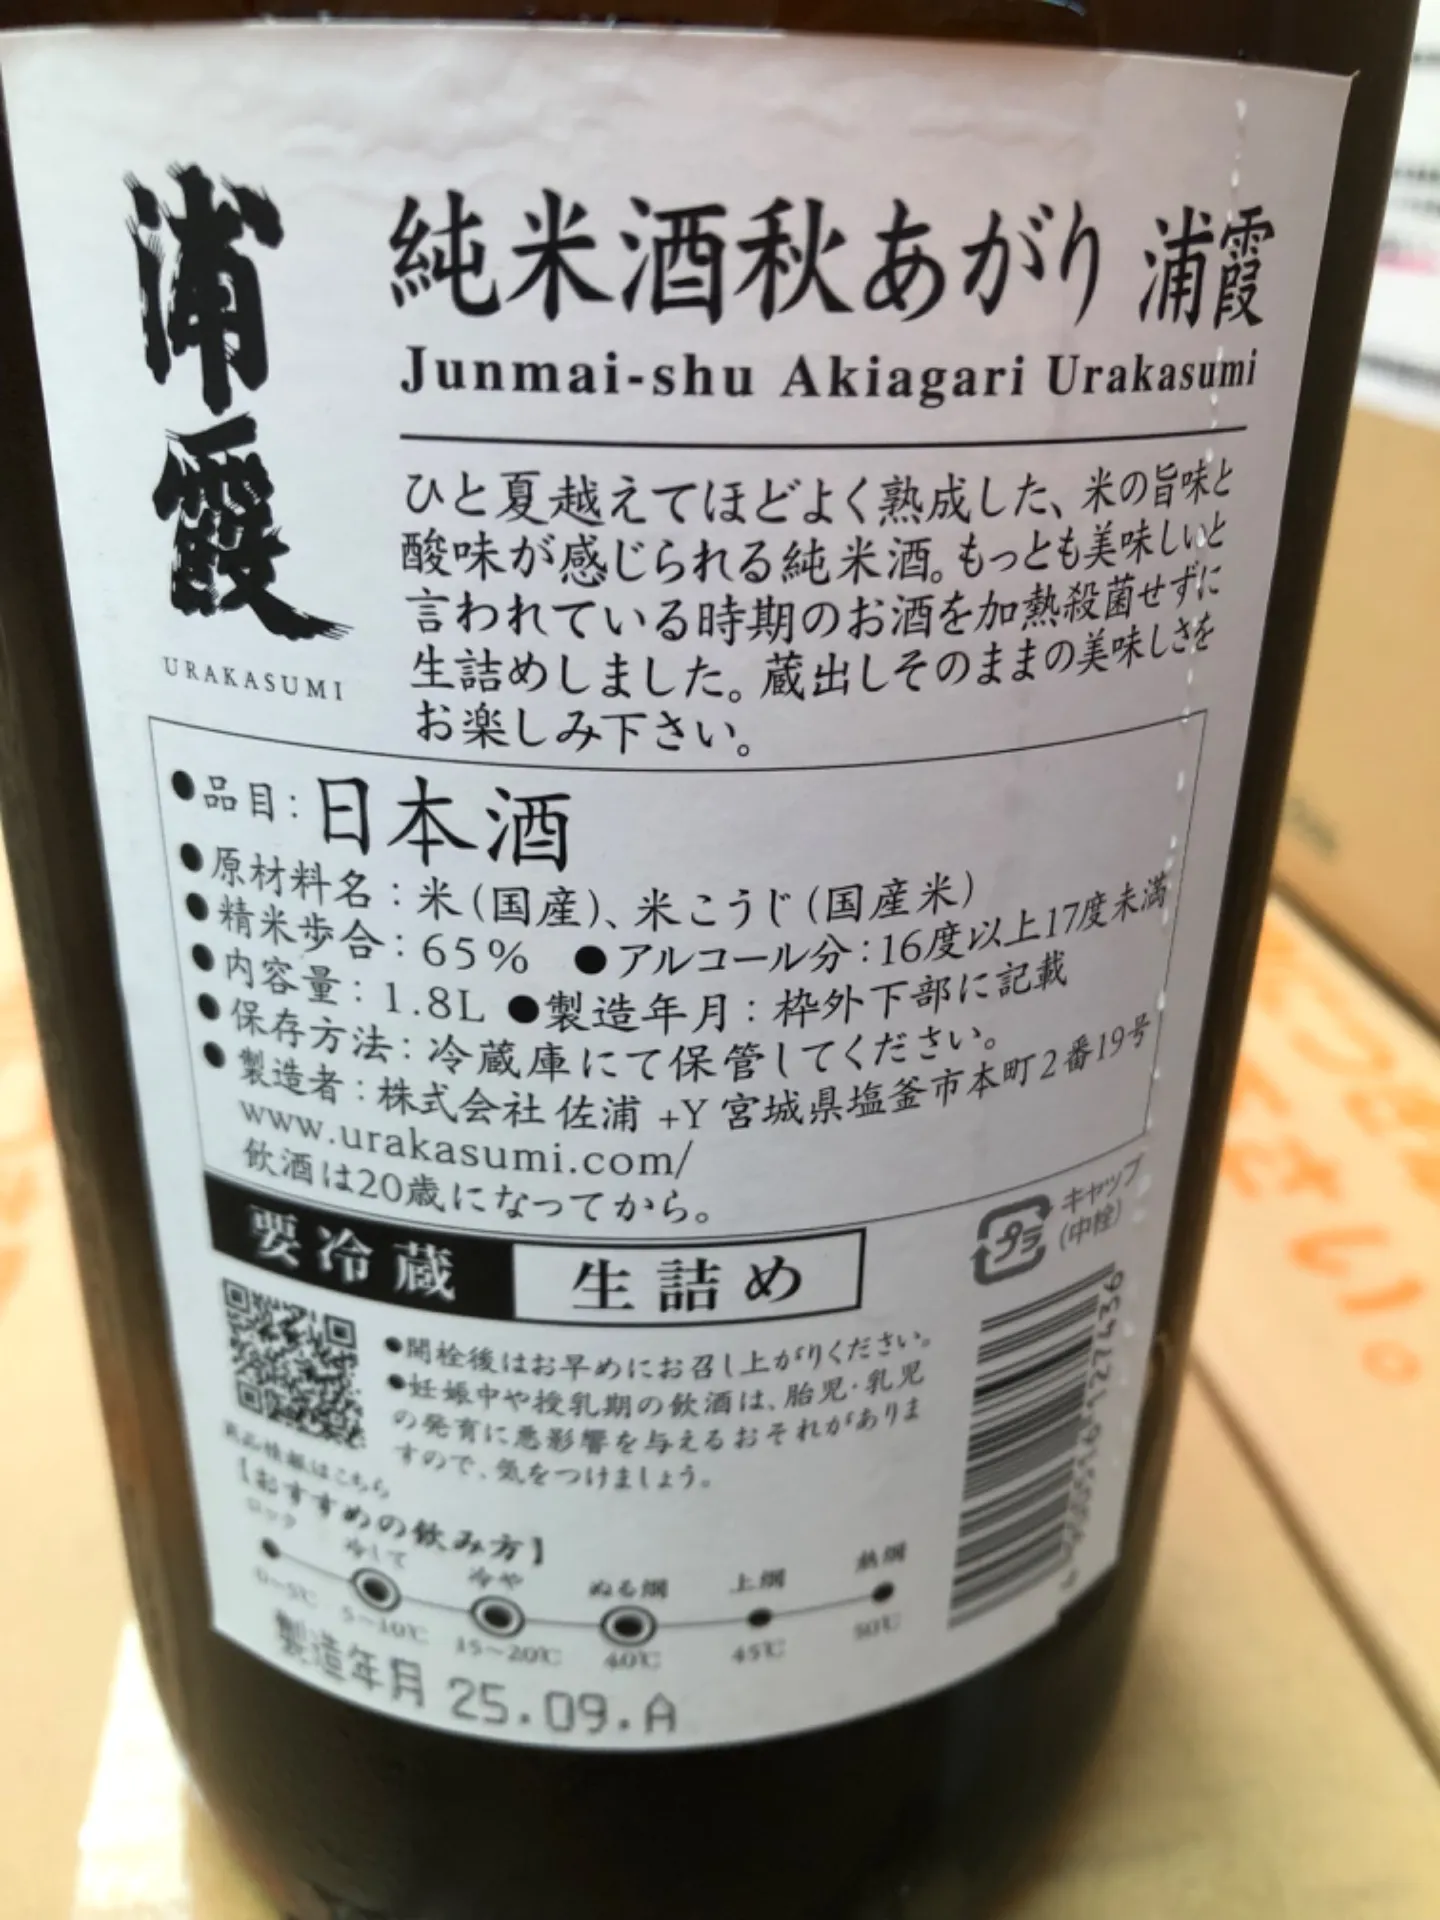 浦霞
URAKASUMI
純米酒秋あがり 浦霞
Junmai-shu Akiagari Urakasumi
ひと夏越えてほどよく熟成した、米の旨味と
酸味が感じられる純米酒。もっとも美味しいと
言われている時期のお酒を加熱殺菌せずに
生詰めしました。蔵出しそのままの美味しさを
お楽しみ下さい。
●品目:日本酒
●原材料名:米(国産)、米こうじ(国産米)
●精米歩合:65% ●アルコール分:16度以上17度未満
●内容量:1.8L ●製造年月:枠外下部に記載
●保存方法:冷蔵庫にて保管してください。
●製造者:株式会社 佐浦 +Y 宮城県塩釜市本町2番19号
www.urakasumi.com/
飲酒は20歳になってから。
要冷蔵 生詰め
プラ キャップ
(中栓)
●開栓後はお早めにお召し上がりください。
●妊娠中や授乳期の飲酒は、胎児・乳児
の発育に悪影響を与えるおそれがありま
すので、気をつけましょう。
商品情報はこちら
【おすすめの飲み方】
ロック 冷して 冷や ぬる燗 上燗 熱燗
0~5℃ 5~10℃ 15~20℃ 40℃ 45℃ 50℃
製造年月 25.09.A
さい。